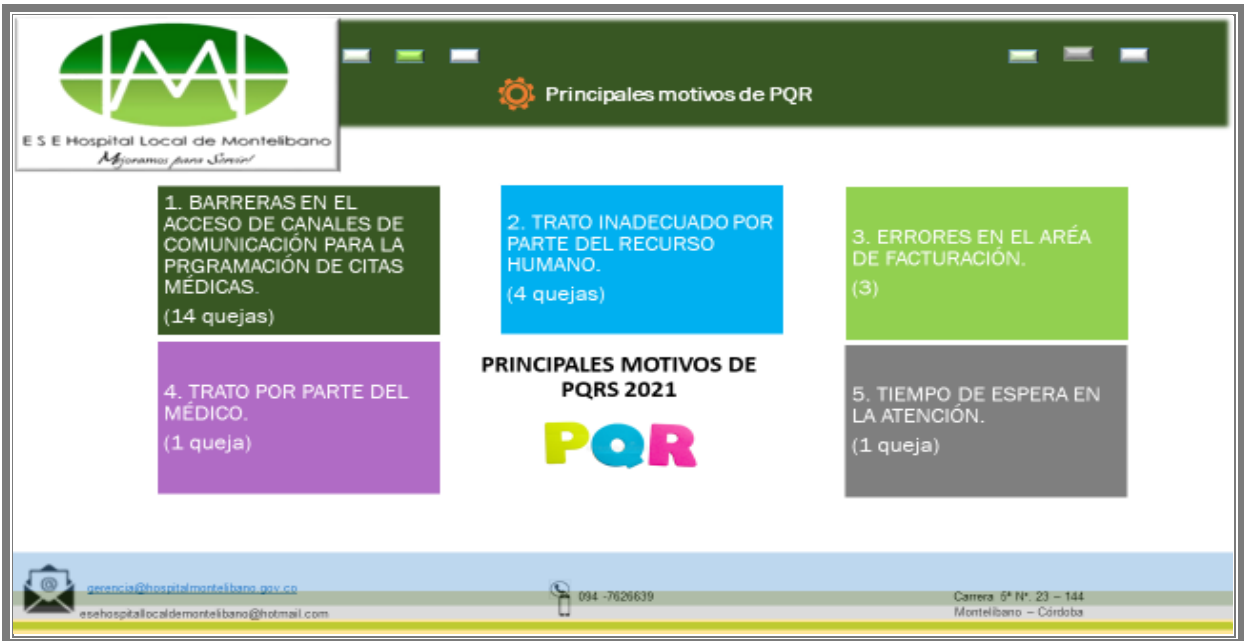 E S E Hospital Local de Montelibano
Mejoramos para Servir!
Principales motivos de PQR
1. BARRERAS EN EL
ACCESO DE CANALES DE
COMUNICACIÓN PARA LA
PRGRAMACIÓN DE CITAS
MÉDICAS.
(14 quejas)
2. TRATO INADECUADO POR
PARTE DEL RECURSO
HUMANO.
(4 quejas)
3. ERRORES EN EL ARÉA
DE FACTURACIÓN.
(3)
4. TRATO POR PARTE DEL
MÉDICO.
(1 queja)
PRINCIPALES MOTIVOS DE
PQRS 2021
PQR
5. TIEMPO DE ESPERA EN
LA ATENCIÓN.
(1 queja)
gerencia@hospitalmontelibano.gov.co
esehospitallocaldemontelibano@hotmail.com
094 -7626639
Carrera 5ª Nº. 23 – 144
Montelíbano – Córdoba